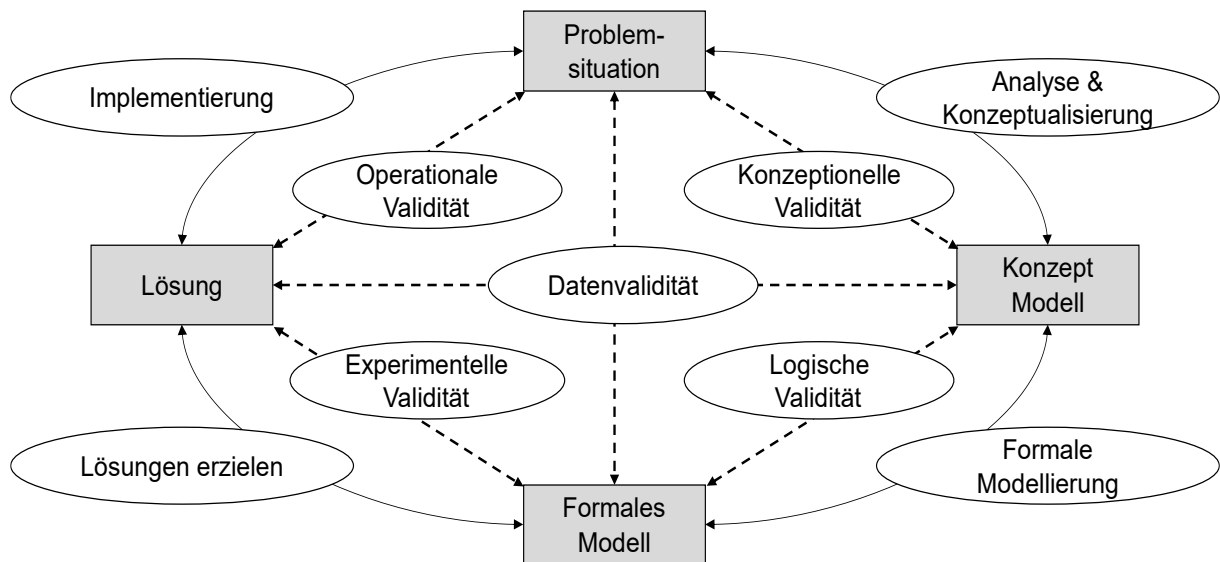 Problem-
situation
Implementierung
Analyse &
Konzeptualisierung
Operationale
Validität
Konzeptionelle
Validität
Lösung
Datenvalidität
Konzept
Modell
Experimentelle
Validität
Logische
Validität
Lösungen erzielen
Formale
Modellierung
Formales
Modell